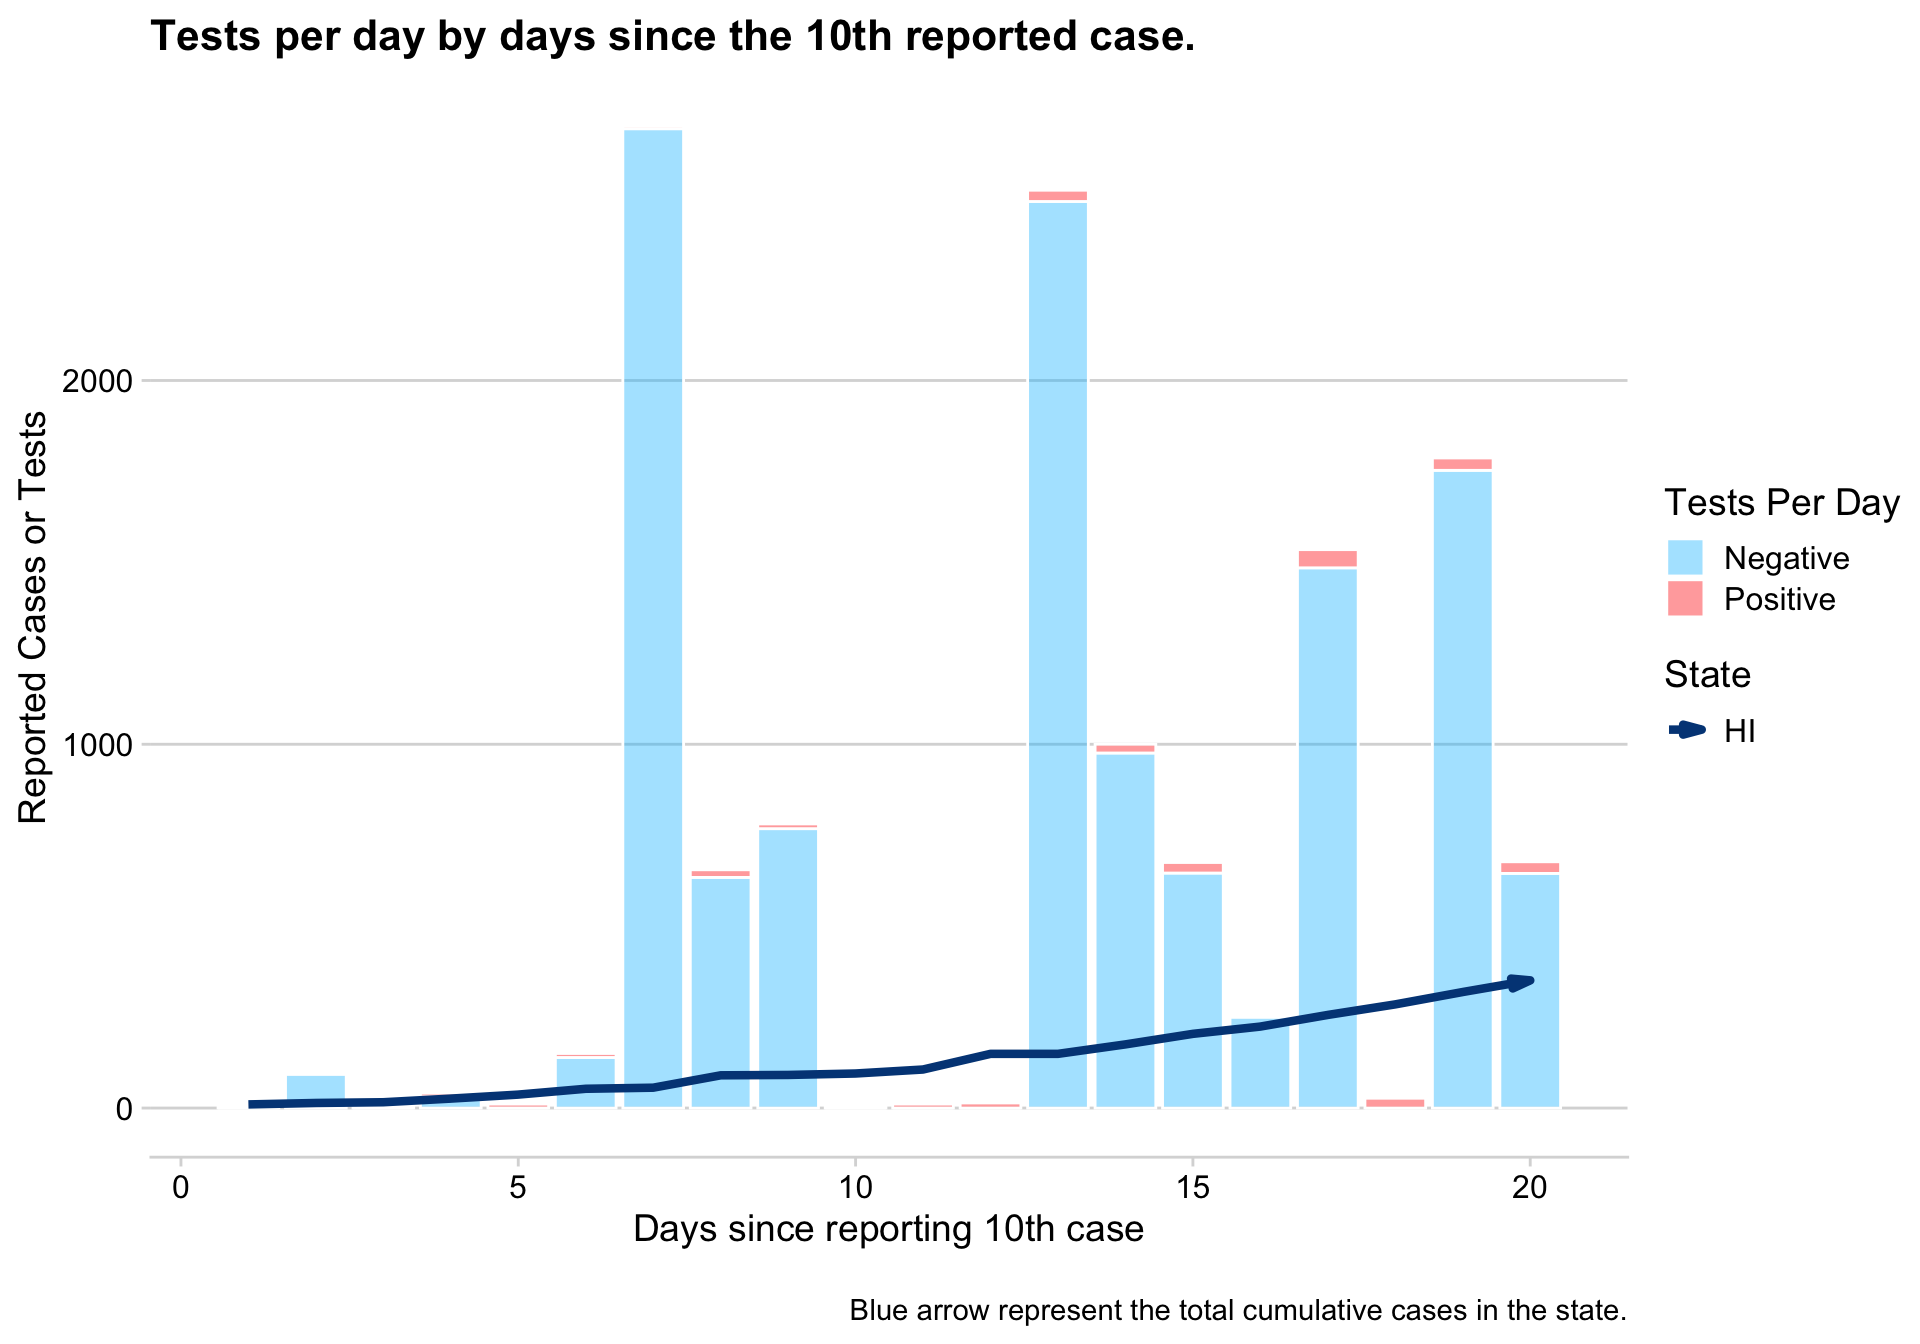 Tests per day by days since the 10th reported case.
Reported Cases or Tests
2000
1000
0
0
5
10
15
20
Days since reporting 10th case
Tests Per Day
Negative
Positive
State
HI
Blue arrow represent the total cumulative cases in the state.